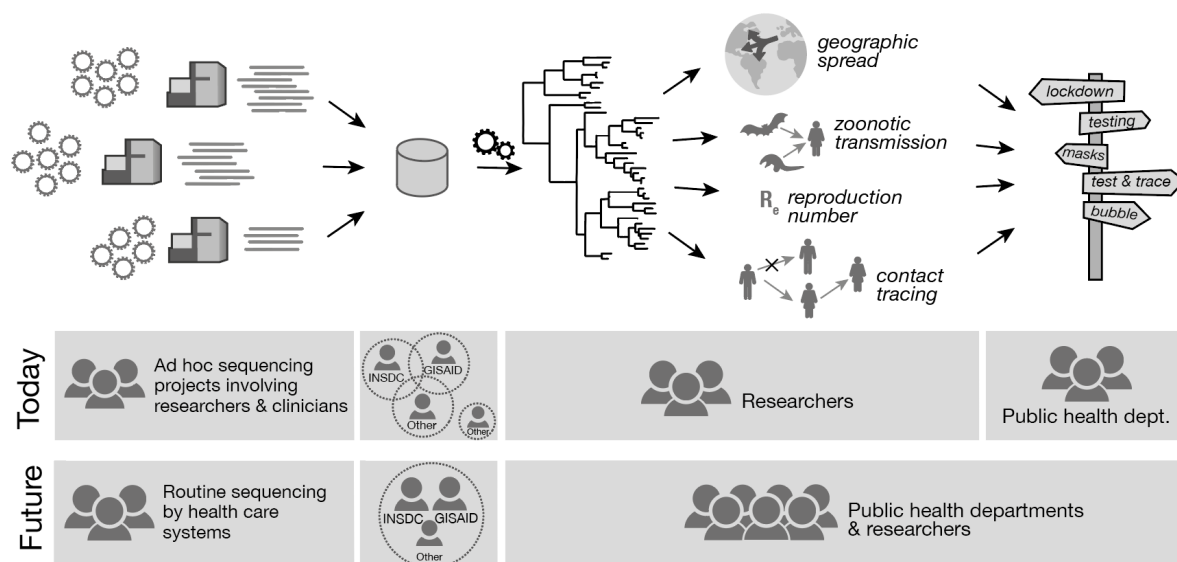 geographic
spread
zoonotic
transmission
Re reproduction
number
contact
tracing
lockdown
testing
masks
test & trace
bubble
Today
Ad hoc sequencing
projects involving
researchers & clinicians
INSDC
GISAID
Other
Other
Researchers
Public health dept.
Future
Routine sequencing
by health care
systems
INSDC
GISAID
Other
Public health departments
& researchers